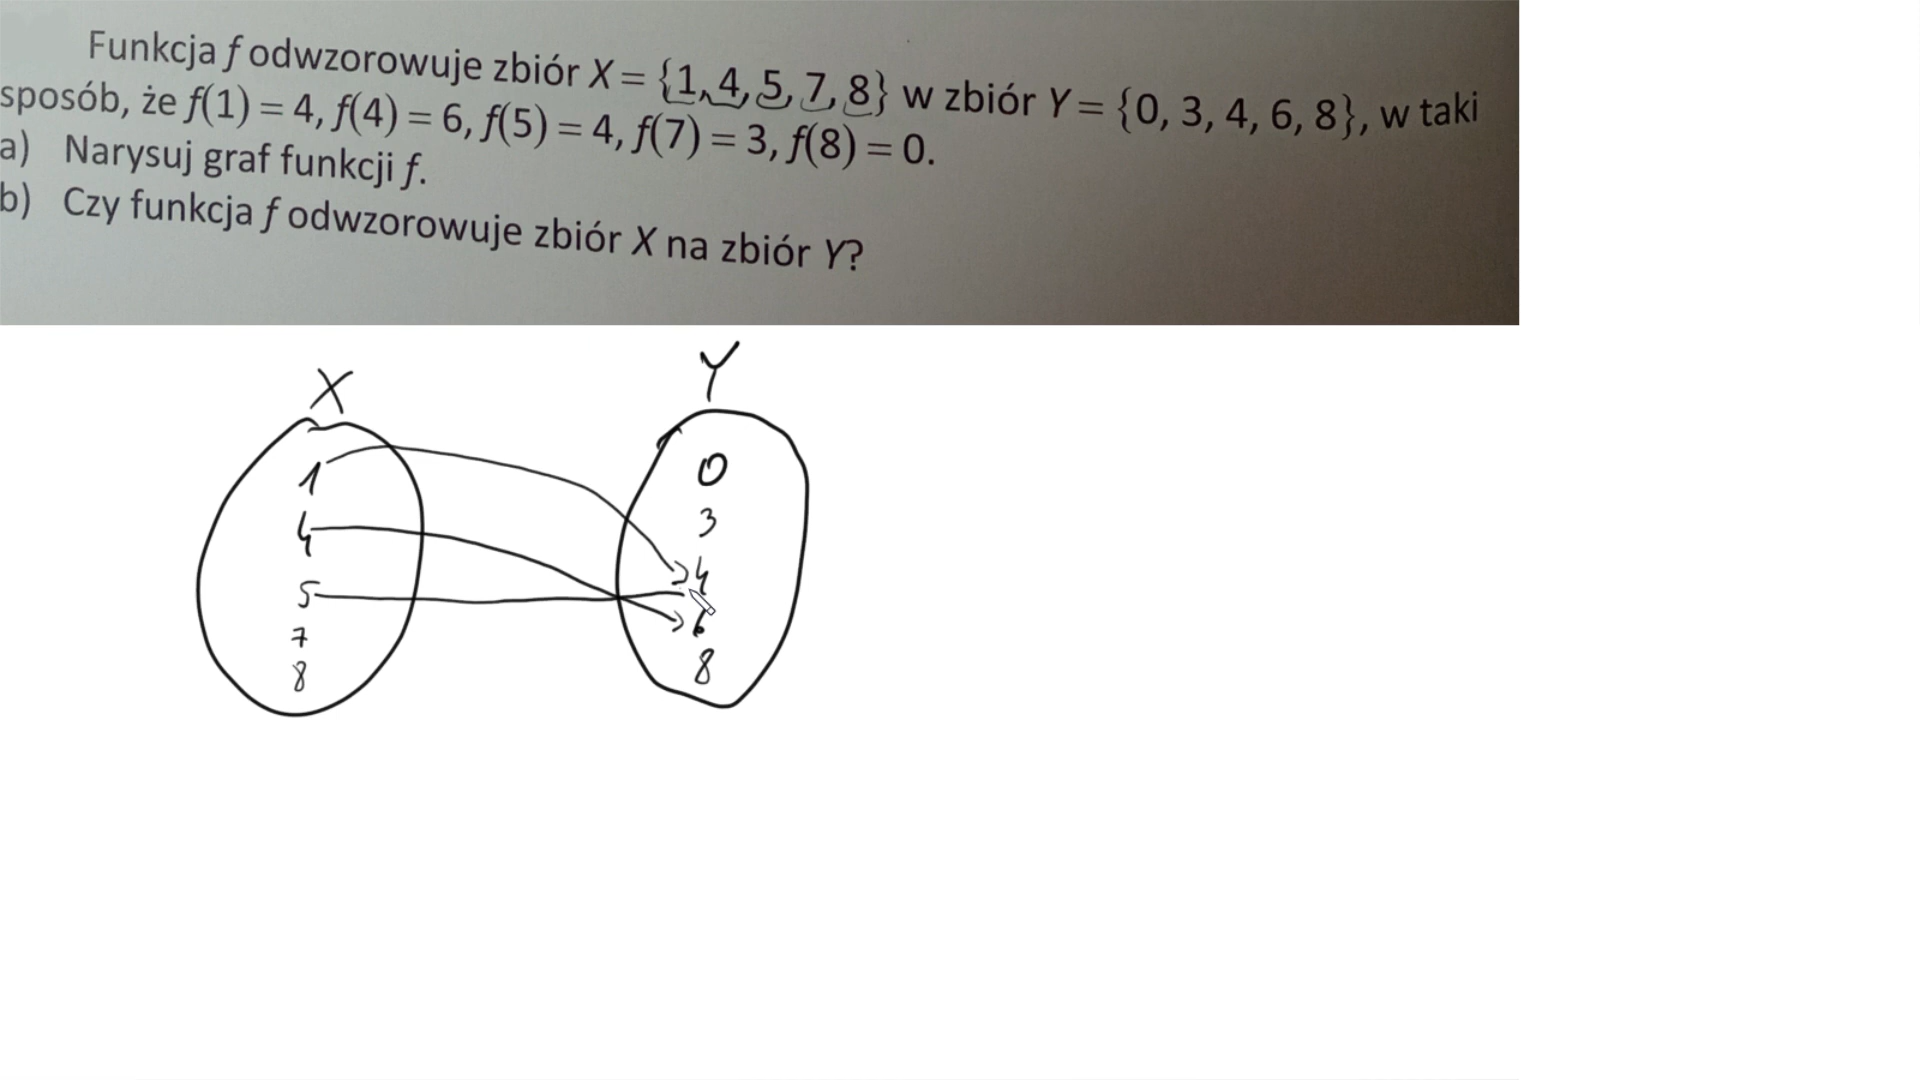 Funkcja f odwzorowuje zbiór X = {1, 4, 5, 7, 8} w zbiór Y = {0, 3, 4, 6, 8}, w taki
sposób, że f(1) = 4, f(4) = 6, f(5) = 4, f(7) = 3, f(8) = 0.
a) Narysuj graf funkcji f.
b) Czy funkcja f odwzorowuje zbiór X na zbiór Y?
X
1
4
5
7
8
Y
0
3
4
6
8